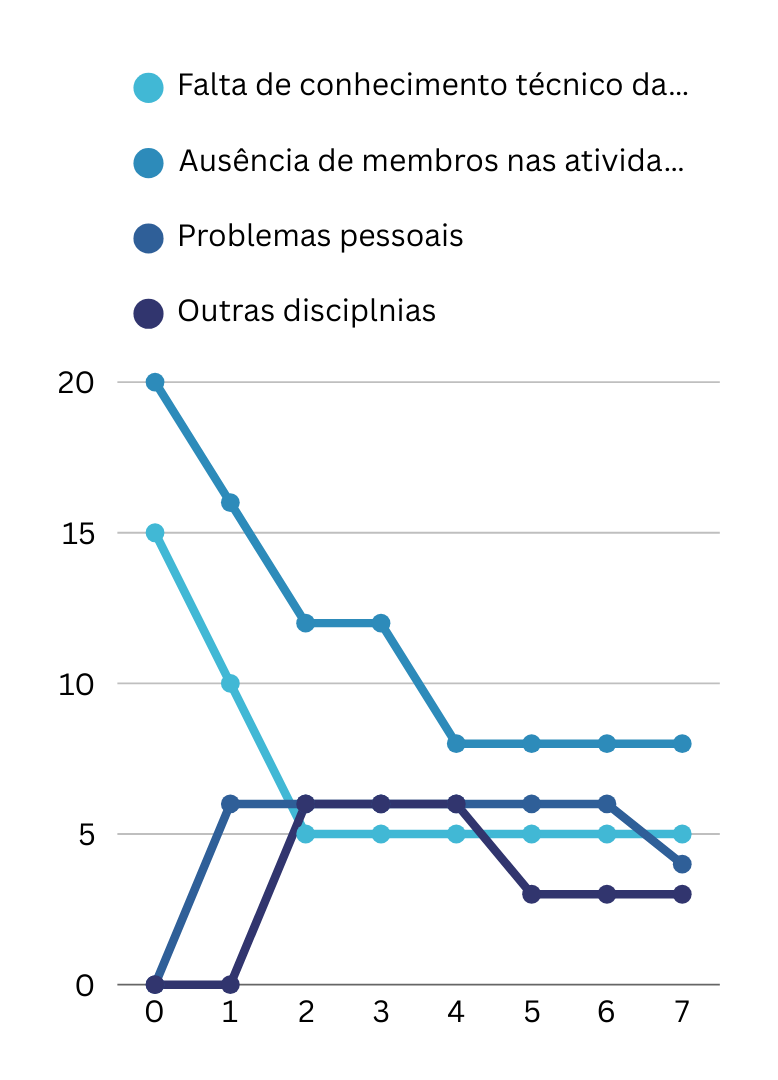 Falta de conhecimento técnico da...
Ausência de membros nas ativida...
Problemas pessoais
Outras disciplnias
20
15
10
5
0
0 1 2 3 4 5 6 7